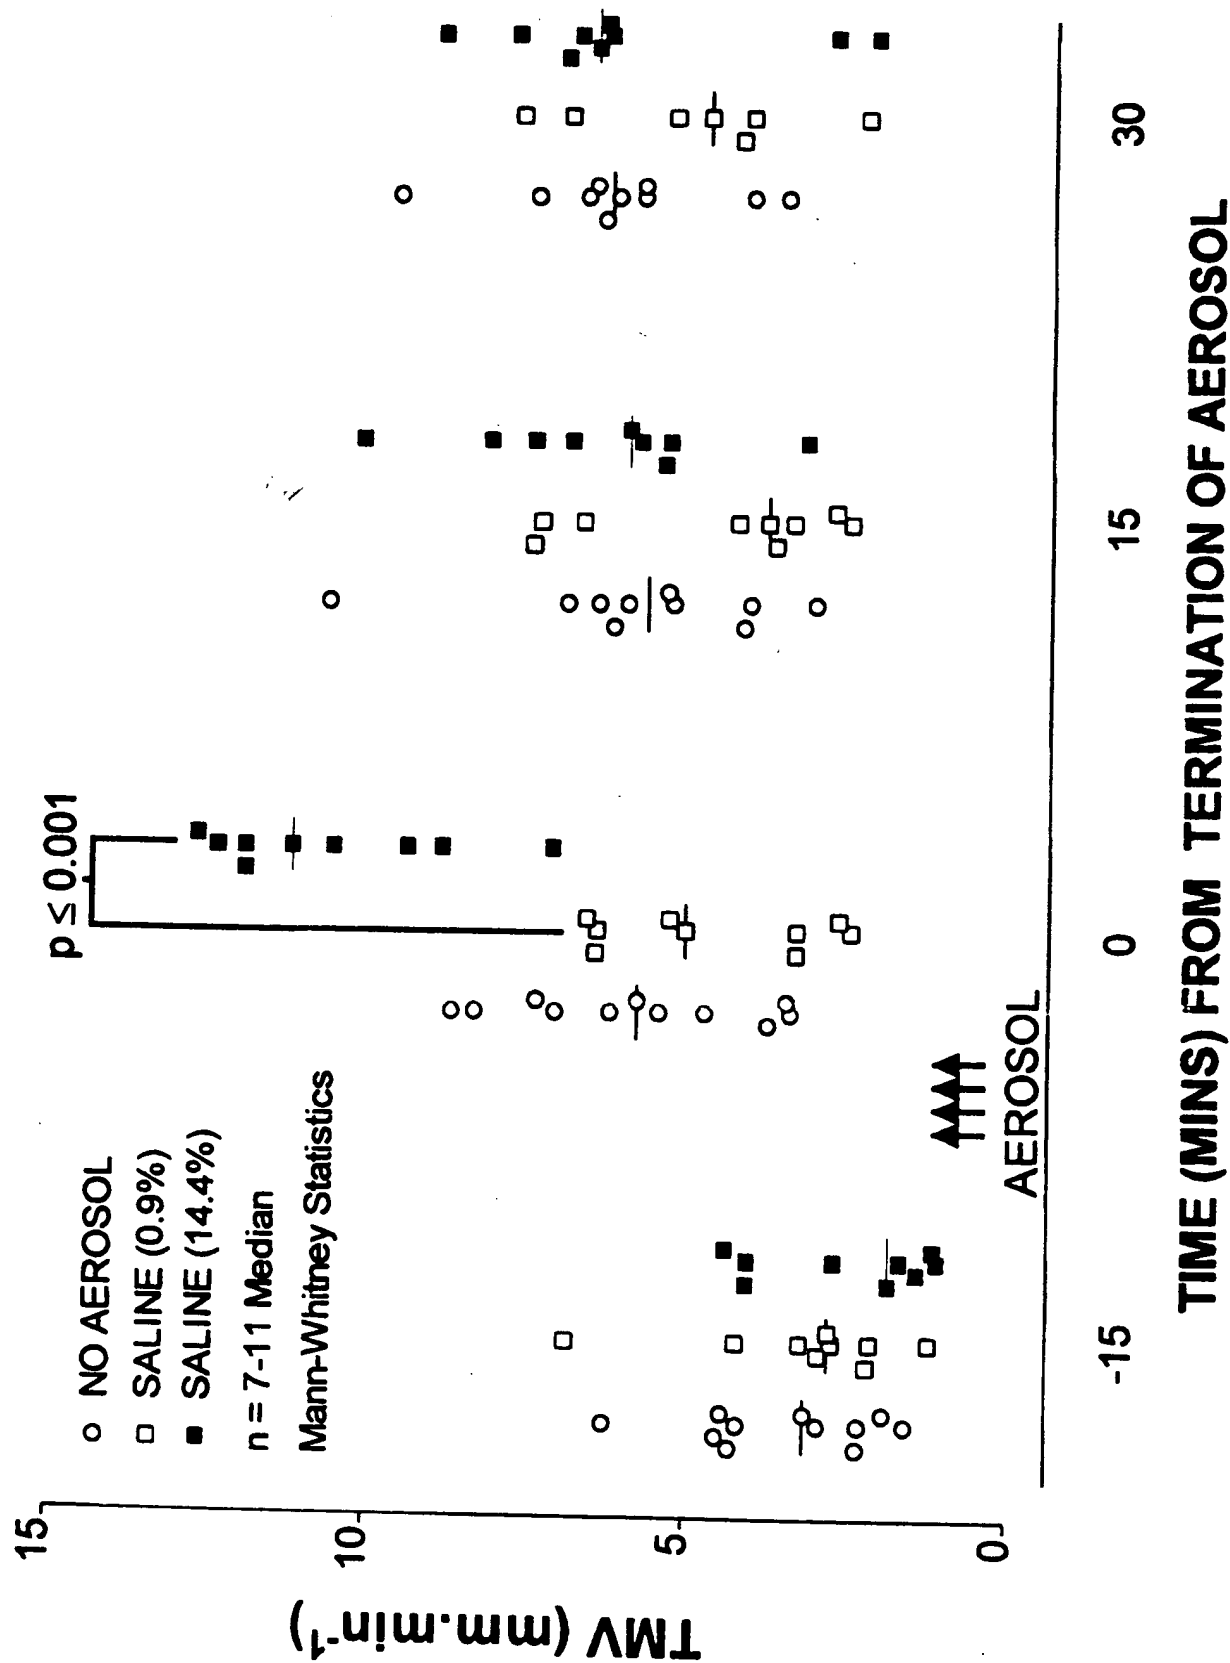 p ≤ 0.001
NO AEROSOL
SALINE (0.9%)
SALINE (14.4%)
n = 7-11 Median
Mann-Whitney Statistics
15
10
5
0
TMV (mm.min⁻¹)
AEROSOL
-15
0
15
30
TIME (MINS) FROM TERMINATION OF AEROSOL